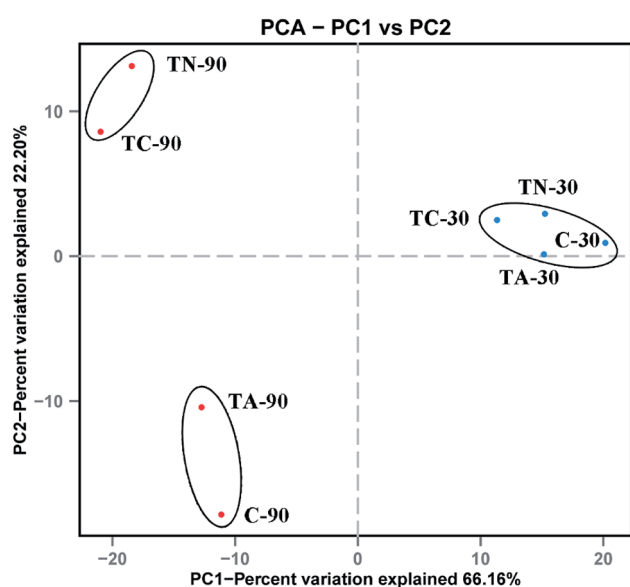 PCA − PC1 vs PC2
TN-90
10
TC-90
TN-30
TC-30
C-30
0
TA-30
−10
TA-90
C-90
−20
−10
0
10
20
PC1−Percent variation explained 66.16%
PC2−Percent variation explained 22.20%